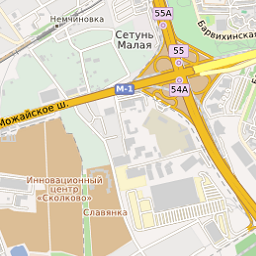 55А
Немчиновка
Сетунь
Малая
Барвихинская
55
М-1
54А
Можайское ш.
Инновационный
центр
«Сколково»
Славянка